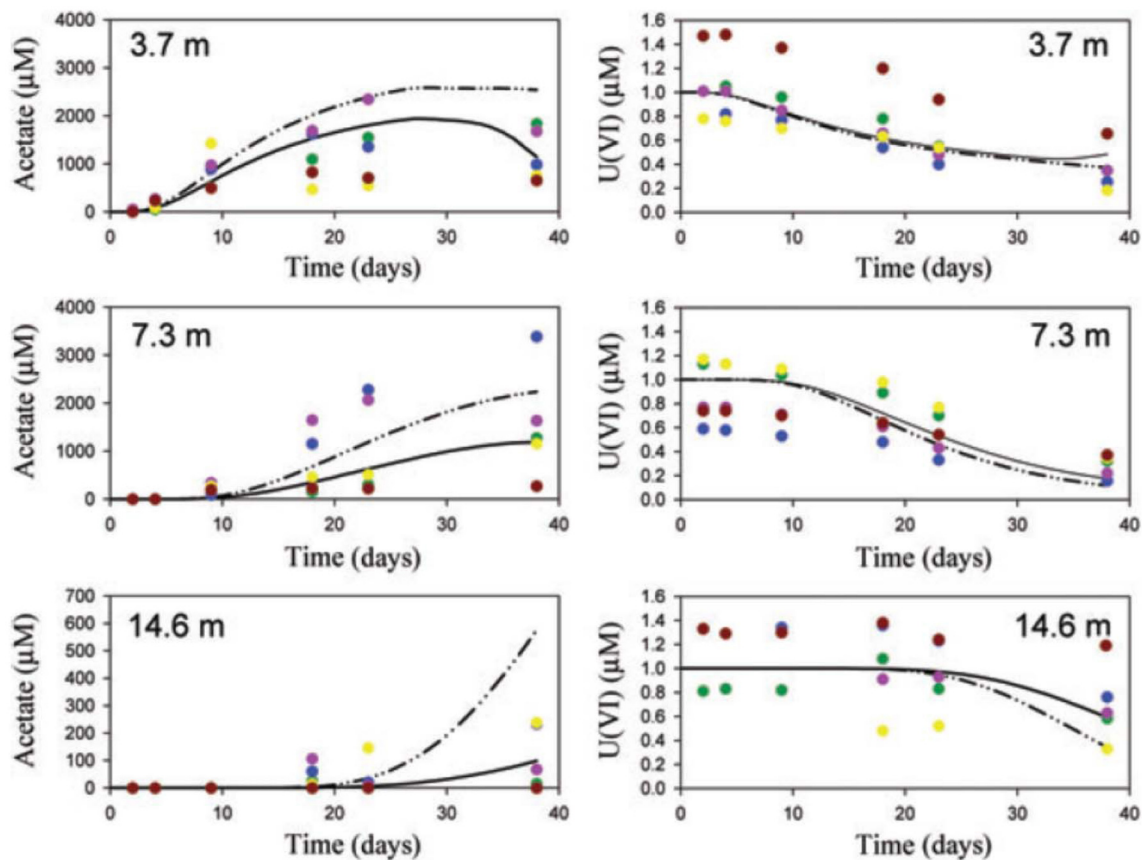 4000
3000
2000
1000
0
Acetate (µM)
3.7 m
0 10 20 30 40
Time (days)
1.6
1.4
1.2
1.0
0.8
0.6
0.4
0.2
0.0
U(VI) (µM)
3.7 m
0 10 20 30 40
Time (days)
4000
3000
2000
1000
0
Acetate (µM)
7.3 m
0 10 20 30 40
Time (days)
1.6
1.4
1.2
1.0
0.8
0.6
0.4
0.2
0.0
U(VI) (µM)
7.3 m
0 10 20 30 40
Time (days)
700
600
500
400
300
200
100
0
Acetate (µM)
14.6 m
0 10 20 30 40
Time (days)
1.6
1.4
1.2
1.0
0.8
0.6
0.4
0.2
0.0
U(VI) (µM)
14.6 m
0 10 20 30 40
Time (days)